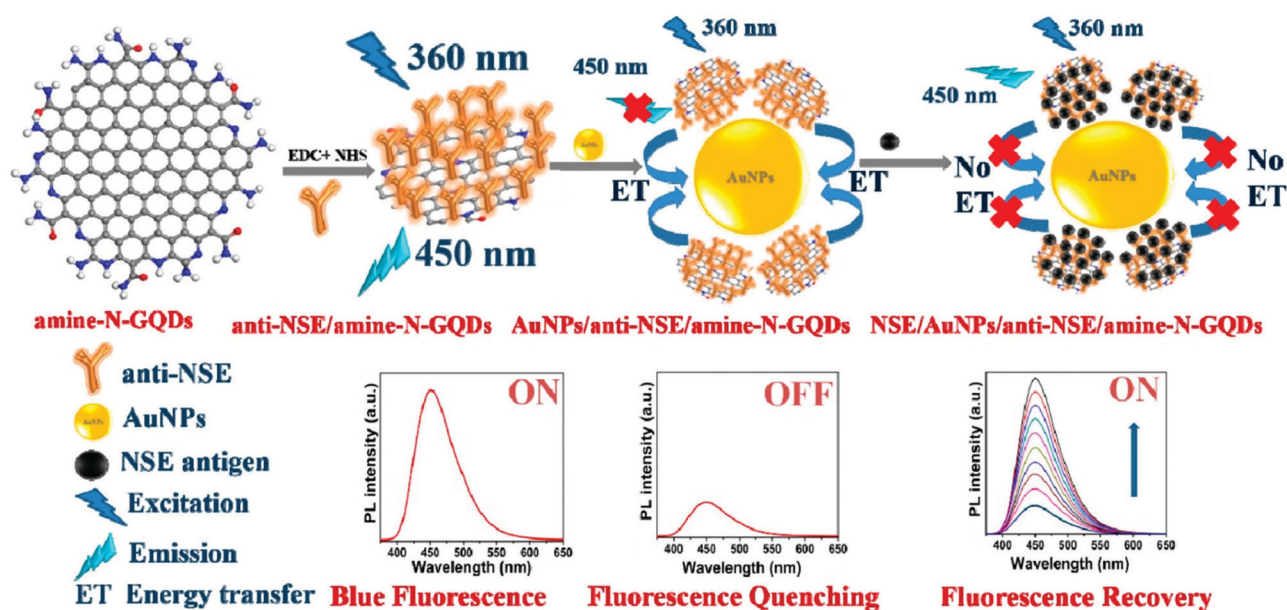 360 nm
450 nm
EDC+ NHS
AuNPs
360 nm
450 nm
ET
AuNPs
ET
360 nm
450 nm
No
ET
AuNPs
No
ET
amine-N-GQDs
anti-NSE/amine-N-GQDs
AuNPs/anti-NSE/amine-N-GQDs
NSE/AuNPs/anti-NSE/amine-N-GQDs
anti-NSE
AuNPs
AuNPs
NSE antigen
Excitation
Emission
ET Energy transfer
ON
PL intensity (a.u.)
400 450 500 550 600 650
Wavelength (nm)
Blue Fluorescence
OFF
PL intensity (a.u.)
400 450 500 550 600 650
Wavelength (nm)
Fluorescence Quenching
ON
PL intensity (a.u.)
400 450 500 550 600 650
Wavelength (nm)
Fluorescence Recovery